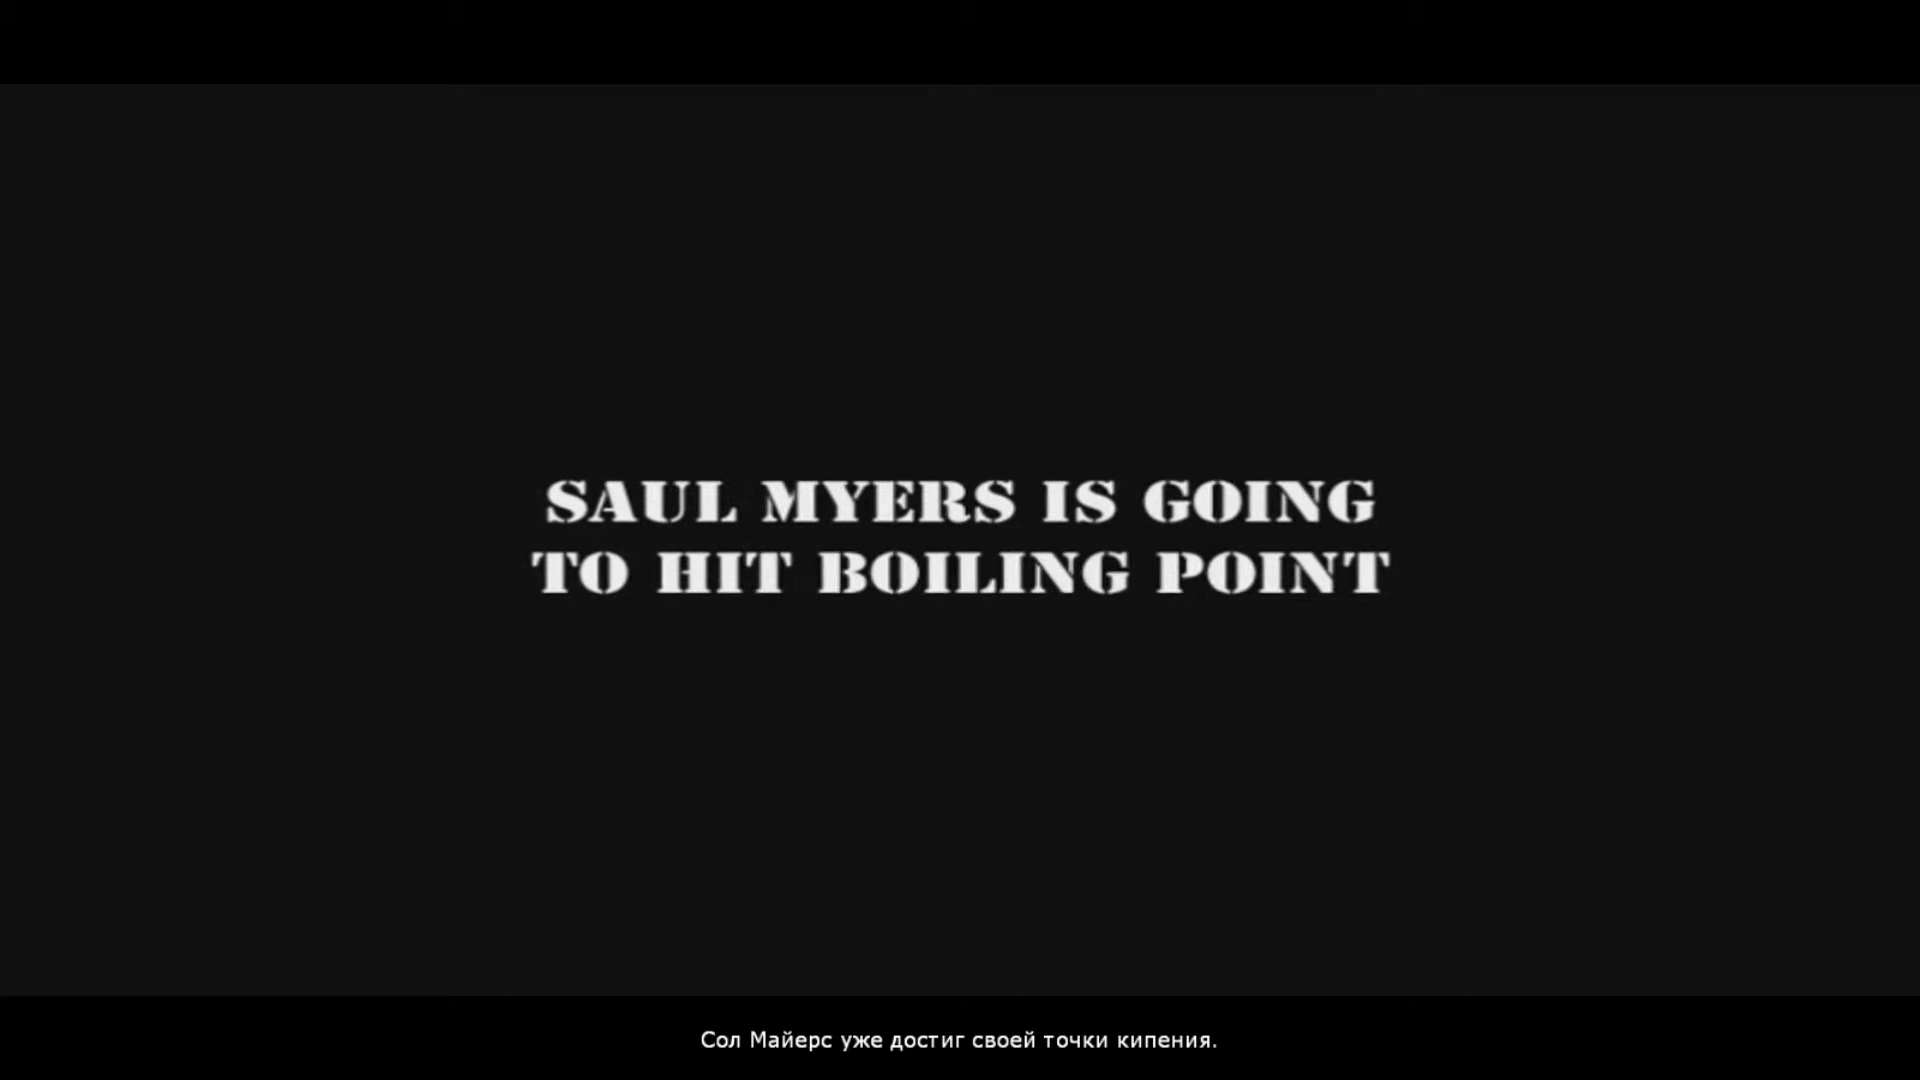 SAUL MYERS IS GOING
TO HIT BOILING POINT
Сол Майерс уже достиг своей точки кипения.